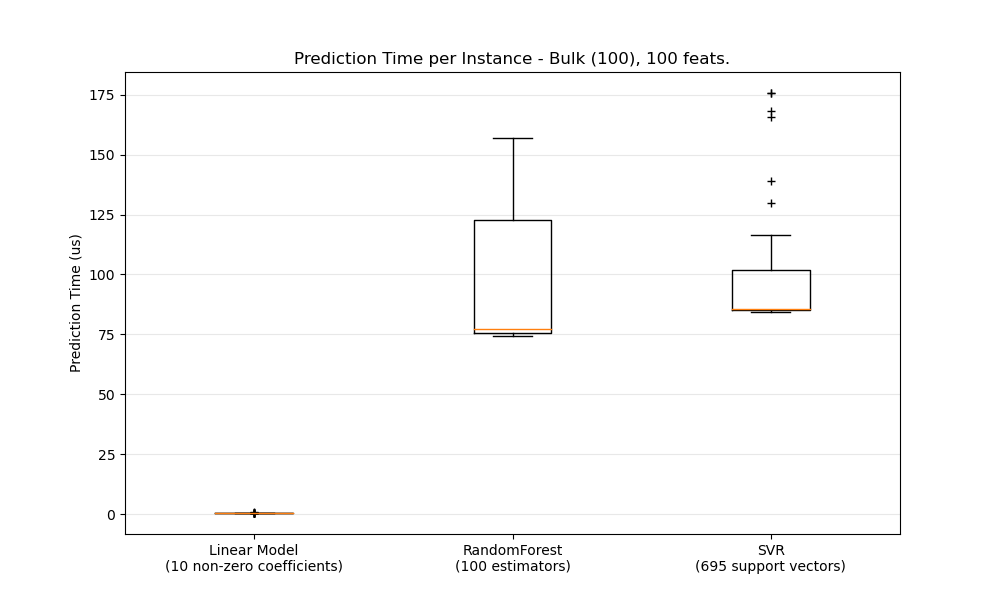 Prediction Time per Instance - Bulk (100), 100 feats.
Prediction Time (us)
175
150
125
100
75
50
25
0
Linear Model
(10 non-zero coefficients)
RandomForest
(100 estimators)
SVR
(695 support vectors)